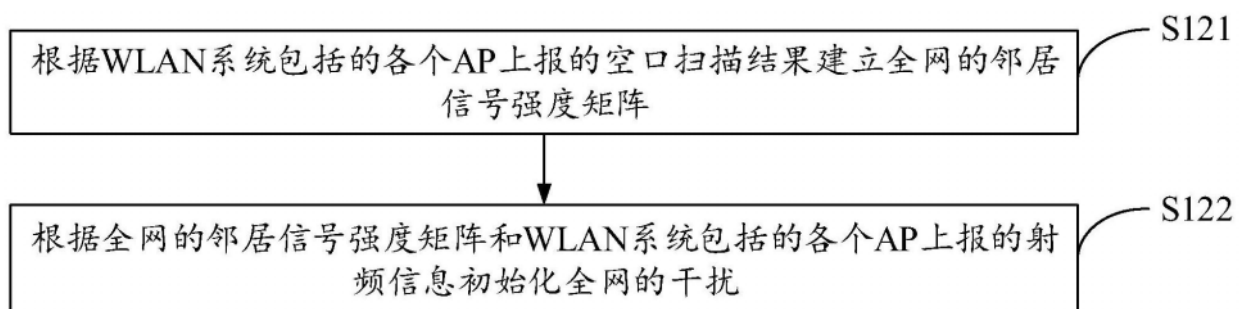 S121
根据WLAN系统包括的各个AP上报的空口扫描结果建立全网的邻居
信号强度矩阵
S122
根据全网的邻居信号强度矩阵和WLAN系统包括的各个AP上报的射
频信息初始化全网的干扰